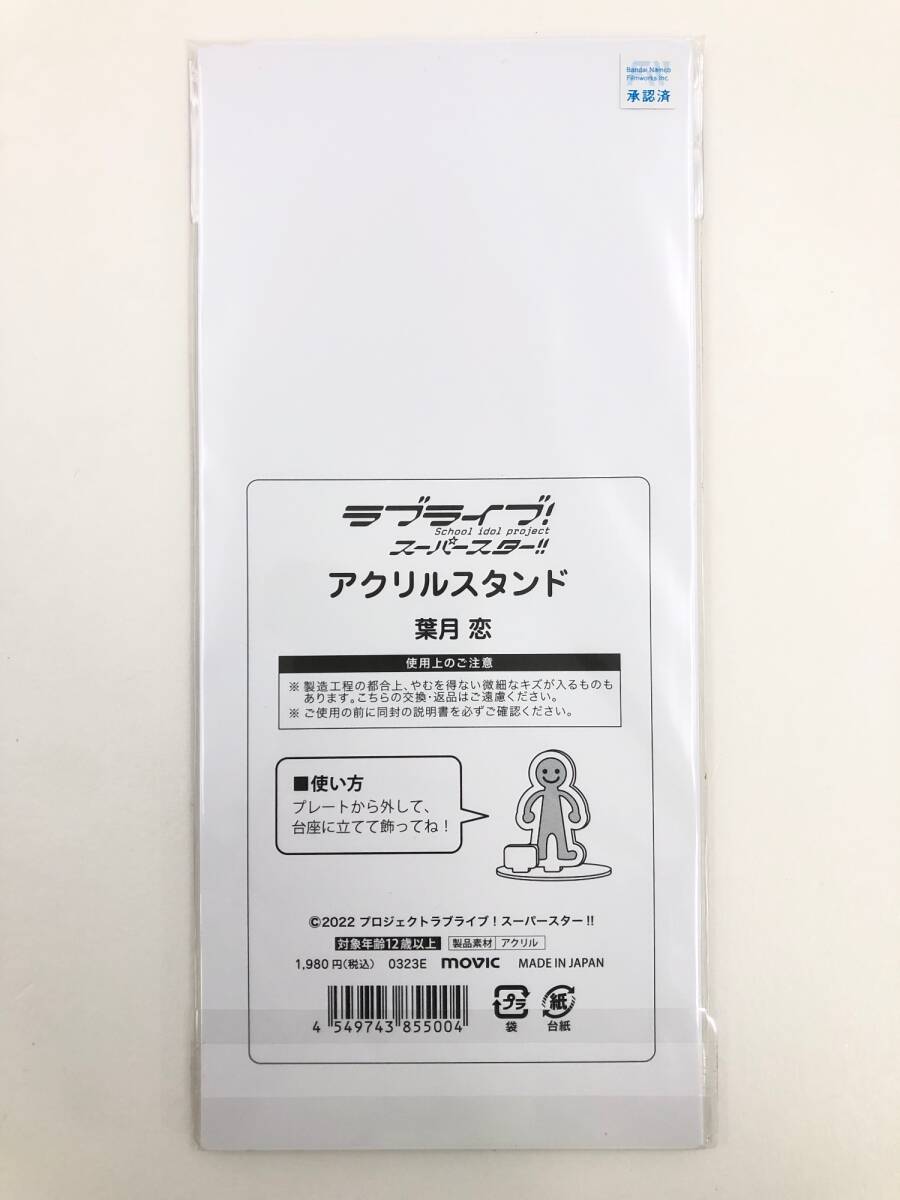 Bandai Namco
Filmworks Inc.
承認済
ラブライブ!
School idol project
スーパースター!!
アクリルスタンド
葉月 恋
使用上のご注意
※ 製造工程の都合上、やむを得ない微細なキズが入るものも
あります。こちらの交換・返品はご遠慮ください。
※ ご使用の前に同封の説明書を必ずご確認ください。
■使い方
プレートから外して、
台座に立てて飾ってね!
©2022 プロジェクトラブライブ!スーパースター!!
対象年齢12歳以上 製品素材 アクリル
1,980円(税込) 0323E movic MADE IN JAPAN
4 549743 855004
プラ 紙
袋 台紙